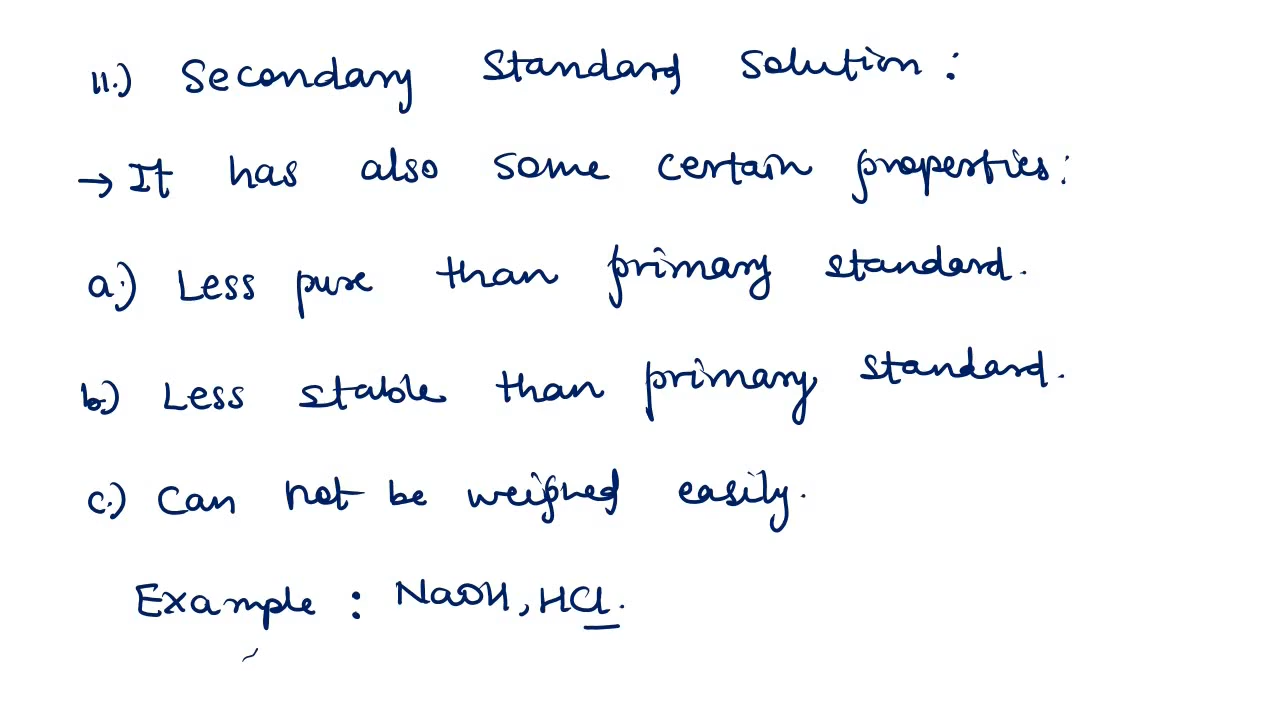 11.) Secondary Standard Solution:
→ It has also some certain properties:
a.) Less pure than primary standard.
b.) Less stable than primary standard.
c.) Can not be weighed easily.
Example : NaOH, HCl.